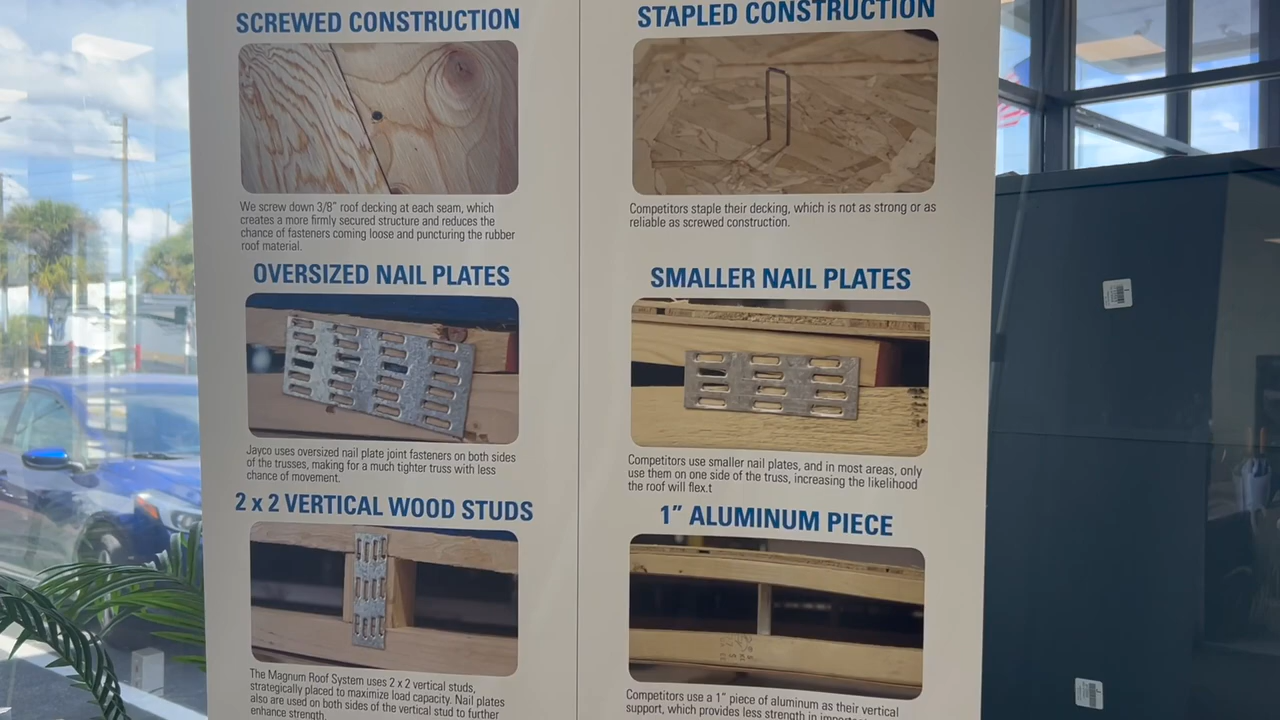 SCREWED CONSTRUCTION
We screw down 3/8" roof decking at each seam, which
creates a more firmly secured structure and reduces the
chance of fasteners coming loose and puncturing the rubber
roof material.
OVERSIZED NAIL PLATES
Jayco uses oversized nail plate joint fasteners on both sides
of the trusses, making for a much tighter truss with less
chance of movement.
2 x 2 VERTICAL WOOD STUDS
The Magnum Roof System uses 2 x 2 vertical studs,
strategically placed to maximize load capacity. Nail plates
also are used on both sides of the vertical stud to further
enhance strength.
STAPLED CONSTRUCTION
Competitors staple their decking, which is not as strong or as
reliable as screwed construction.
SMALLER NAIL PLATES
Competitors use smaller nail plates, and in most areas, only
use them on one side of the truss, increasing the likelihood
the roof will flex.t
1" ALUMINUM PIECE
Competitors use a 1" piece of aluminum as their vertical
support, which provides less strength in